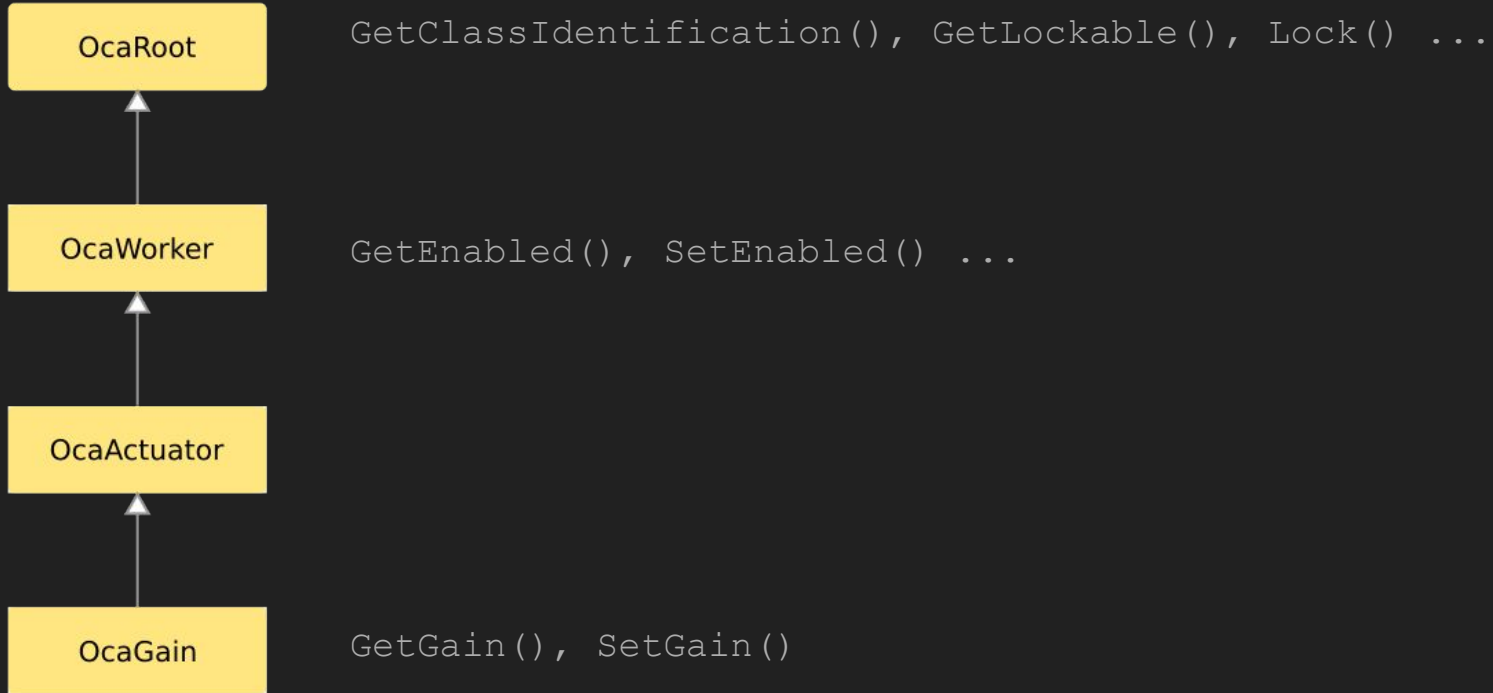 OcaRoot
GetClassIdentification(), GetLockable(), Lock() ...
OcaWorker
GetEnabled(), SetEnabled() ...
OcaActuator
OcaGain
GetGain(), SetGain()